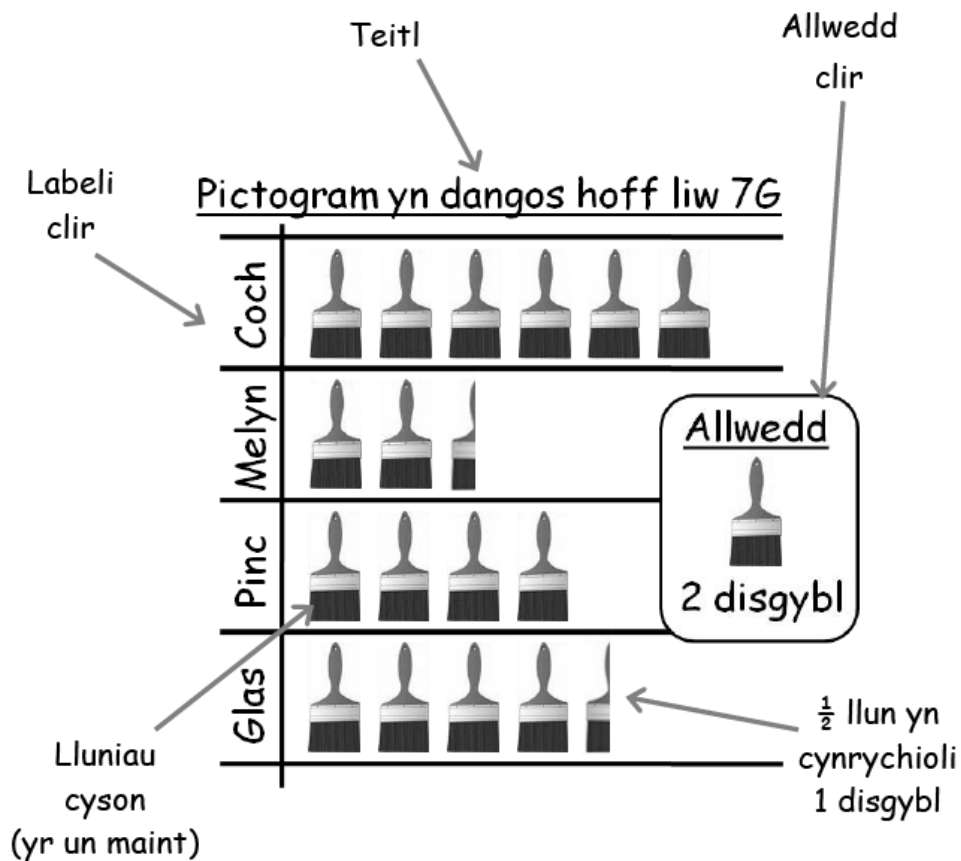 Teitl
Allwedd
clir
Labeli
clir
Pictogram yn dangos hoff liw 7G
Coch
Melyn
Pinc
Glas
Allwedd
2 disgybl
Lluniau
cyson
(yr un maint)
½ llun yn
cynrychioli
1 disgybl